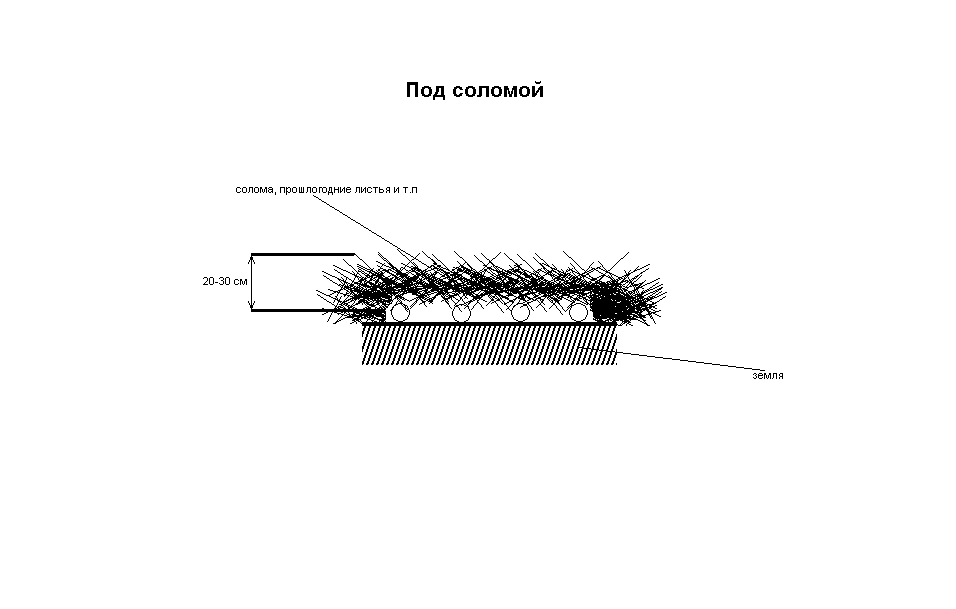 Под соломой
солома, прошлогодние листья и т.п
20-30 см
земля